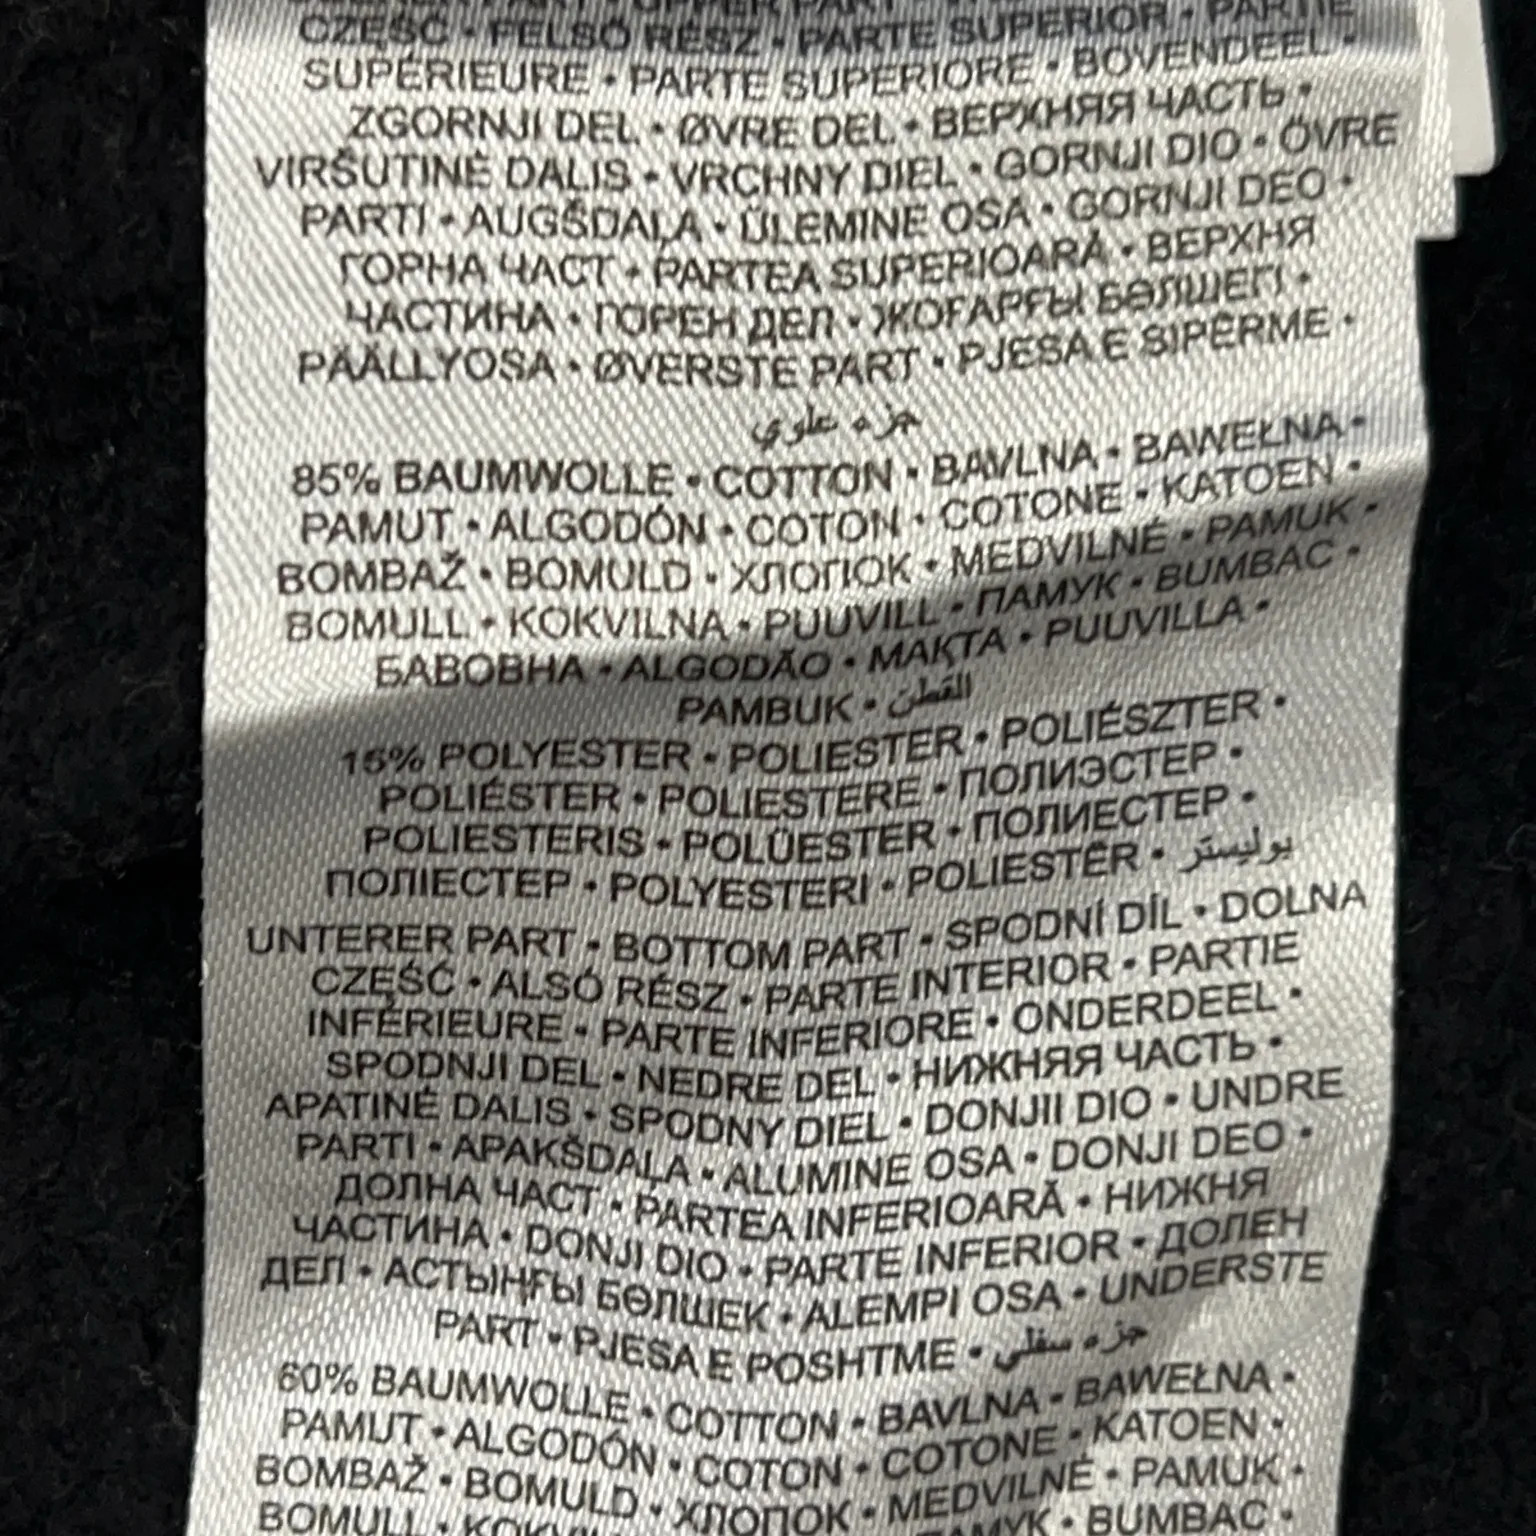 UPPER PART
CZĘŚĆ • FELSŐ RÉSZ • PARTE SUPERIOR • PARTIE
SUPÉRIEURE • PARTE SUPERIORE • BOVENDEEL •
ZGORNJI DEL • ØVRE DEL • ВЕРХНЯЯ ЧАСТЬ •
VIRŠUTINĖ DALIS • VRCHNÝ DIEL • GORNJI DIO • ÖVRE
PARTI • AUGŠDAĻA • ÜLEMINE OSA • GORNJI DEO •
ГОРНА ЧАСТ • PARTEA SUPERIOARĂ • ВЕРХНЯ
ЧАСТИНА • ГОРЕН ДЕЛ • ЖОҒАРҒЫ БӨЛШЕГІ •
PÄÄLLYOSA • ØVERSTE PART • PJESA E SIPËRME •
جزء علوي
85% BAUMWOLLE • COTTON • BAVLNA • BAWEŁNA •
PAMUT • ALGODÓN • COTON • COTONE • KATOEN •
BOMBAŽ • BOMULD • ХЛОПОК • MEDVILNĖ • PAMUK •
BOMULL • KOKVILNA • PUUVILL • ПАМУК • BUMBAC •
БАВОВНА • ALGODÃO • МАҚТА • PUUVILLA •
PAMBUK • القطن
15% POLYESTER • POLIESTER • POLIÉSZTER •
POLIÉSTER • POLIESTERE • ПОЛИЭСТЕР •
POLIESTERIS • POLÜESTER • ПОЛИЕСТЕР •
ПОЛІЕСТЕР • POLYESTERI • POLIESTËR • بوليستر
UNTERER PART • BOTTOM PART • SPODNÍ DÍL • DOLNA
CZĘŚĆ • ALSÓ RÉSZ • PARTE INTERIOR • PARTIE
INFÉRIEURE • PARTE INFERIORE • ONDERDEEL •
SPODNJI DEL • NEDRE DEL • НИЖНЯЯ ЧАСТЬ •
APATINĖ DALIS • SPODNÝ DIEL • DONJII DIO • UNDRE
PARTI • APAKŠDAĻA • ALUMINE OSA • DONJI DEO •
ДОЛНА ЧАСТ • PARTEA INFERIOARĂ • НИЖНЯ
ЧАСТИНА • DONJI DIO • PARTE INFERIOR • ДОЛЕН
ДЕЛ • АСТЫҢҒЫ БӨЛШЕК • ALEMPI OSA • UNDERSTE
PART • PJESA E POSHTME • جزء سفلي
60% BAUMWOLLE • COTTON • BAVLNA • BAWEŁNA •
PAMUT • ALGODÓN • COTON • COTONE • KATOEN •
BOMBAŽ • BOMULD • ХЛОПОК • MEDVILNĖ • PAMUK •
BOMULL • BUMBAC •